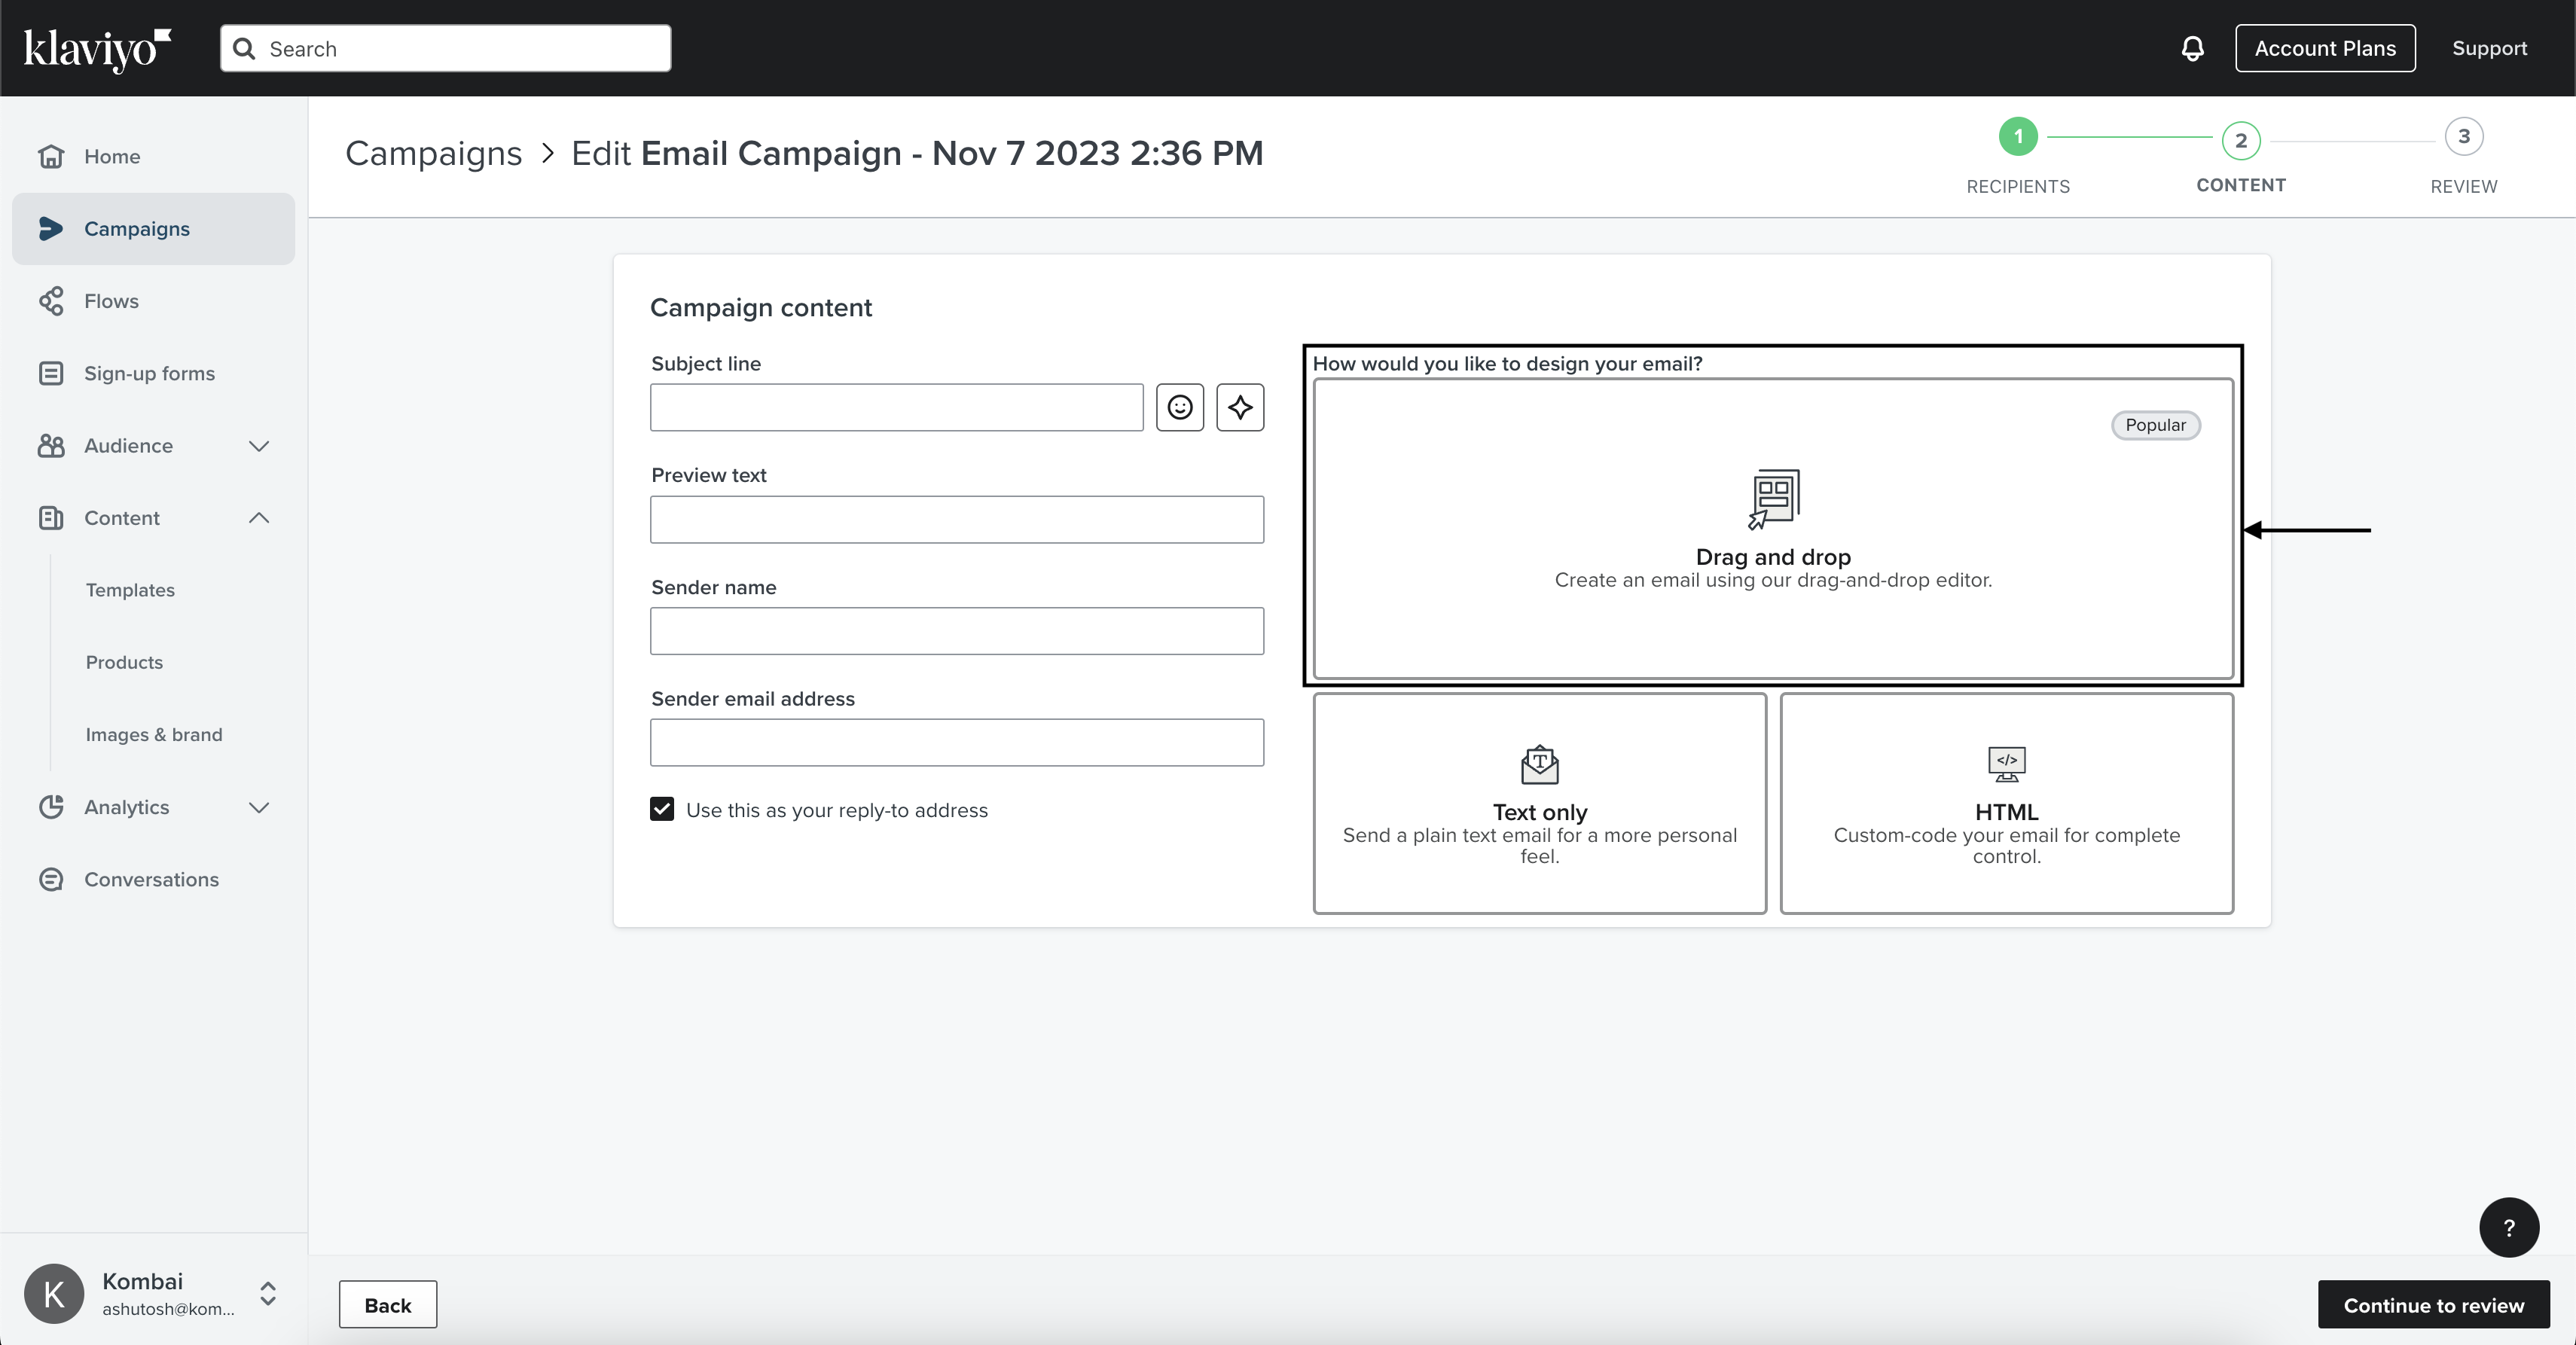 klaviyo
Search
Account Plans
Support
Home
Campaigns
Flows
Sign-up forms
Audience
Content
Templates
Products
Images & brand
Analytics
Conversations
K
Kombai
ashutosh@kom...
Campaigns > Edit Email Campaign - Nov 7 2023 2:36 PM
1
RECIPIENTS
2
CONTENT
3
REVIEW
Campaign content
Subject line
Preview text
Sender name
Sender email address
Use this as your reply-to address
How would you like to design your email?
Popular
Drag and drop
Create an email using our drag-and-drop editor.
T
Text only
Send a plain text email for a more personal
feel.
</>
HTML
Custom-code your email for complete
control.
?
Back
Continue to review